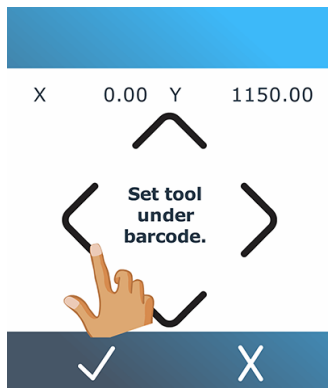 X 0.00 Y 1150.00
Set tool
under
barcode.
X